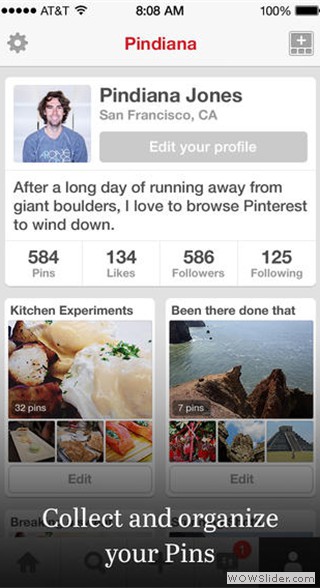 AT&T 8:08 AM 100%
Pindiana
Pindiana Jones
San Francisco, CA
Edit your profile
After a long day of running away from
giant boulders, I love to browse Pinterest
to wind down.
584 134 586 125
Pins Likes Followers Following
Kitchen Experiments
32 pins
Edit
Been there done that
7 pins
Edit
Collect and organize
your Pins
1
WOWSlider.com